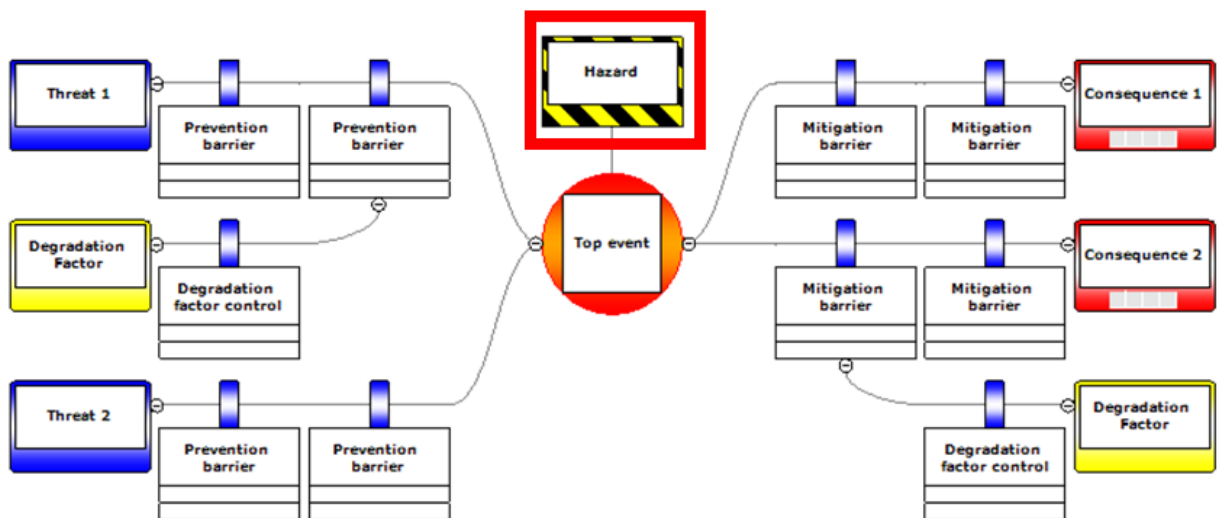 Hazard
Threat 1
Prevention
barrier
Prevention
barrier
Mitigation
barrier
Mitigation
barrier
Consequence 1
Degradation
Factor
Degradation
factor control
Top event
Mitigation
barrier
Mitigation
barrier
Consequence 2
Threat 2
Prevention
barrier
Prevention
barrier
Degradation
factor control
Degradation
Factor